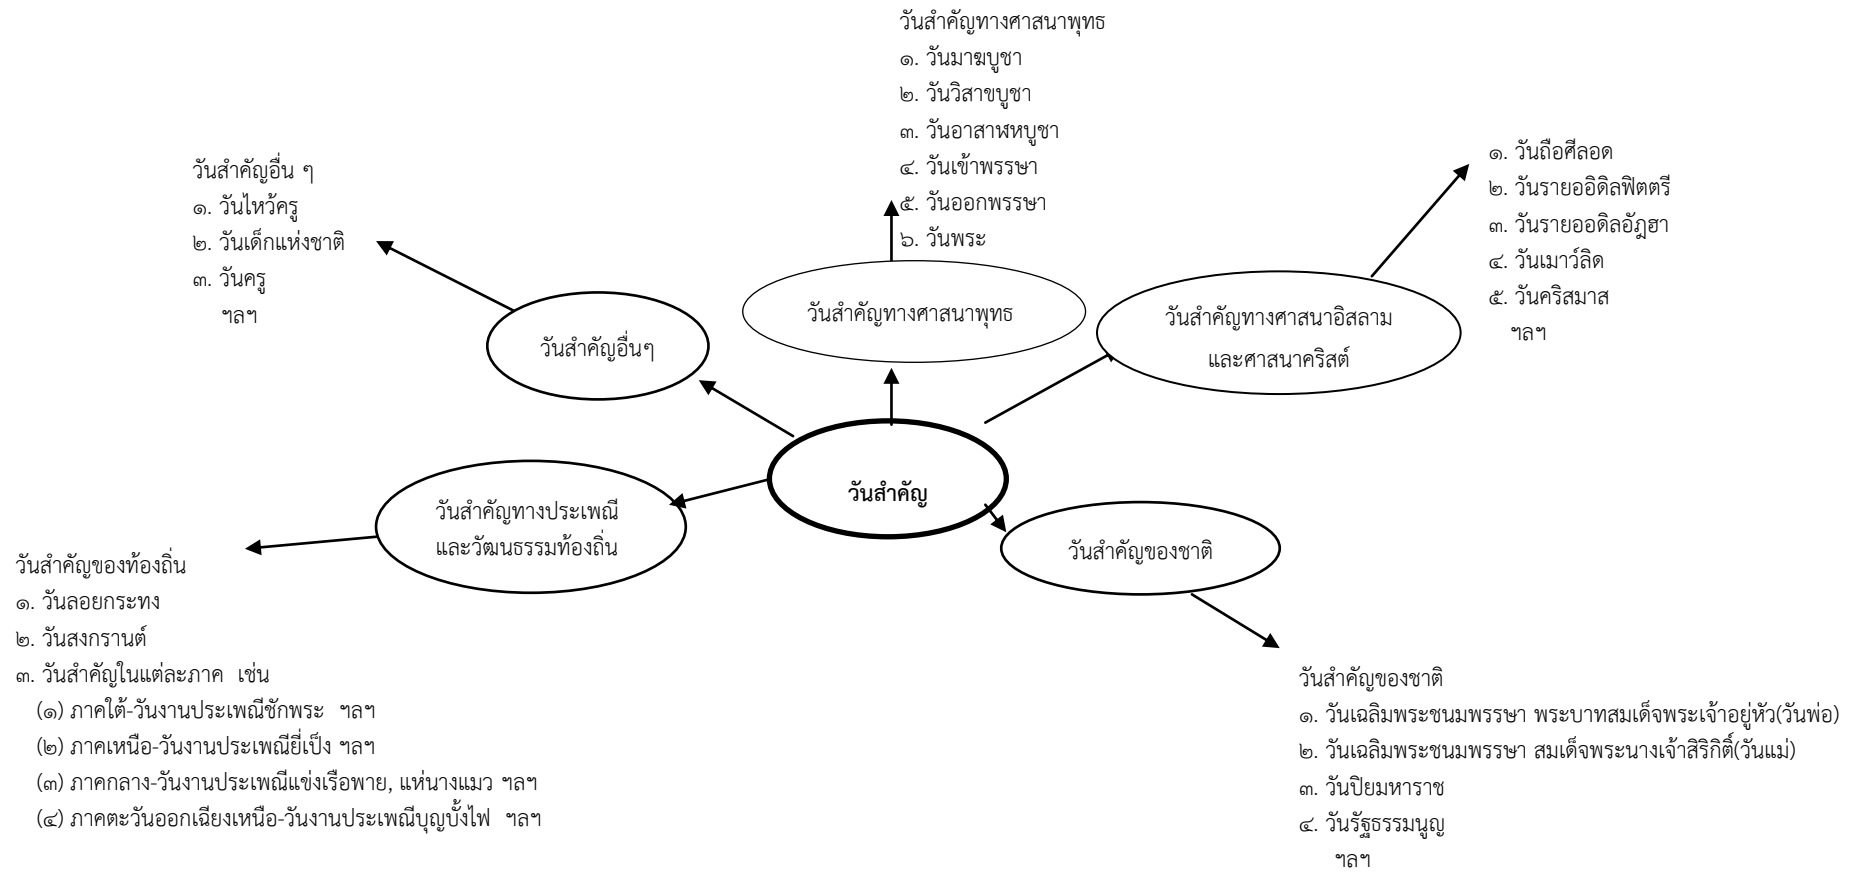 วันสำคัญทางศาสนาพุทธ
๑. วันมาฆบูชา
๒. วันวิสาขบูชา
๓. วันอาสาฬหบูชา
๔. วันเข้าพรรษา
๕. วันออกพรรษา
๖. วันพระ
วันสำคัญอื่น ๆ
๑. วันไหว้ครู
๒. วันเด็กแห่งชาติ
๓. วันครู
ฯลฯ
๑. วันถือศีลอด
๒. วันรายออิดิลฟิตตรี
๓. วันรายออดิลอัฎฮา
๔. วันเมาว์ลิด
๕. วันคริสมาส
ฯลฯ
วันสำคัญอื่นๆ
วันสำคัญทางศาสนาพุทธ
วันสำคัญทางศาสนาอิสลาม
และศาสนาคริสต์
วันสำคัญ
วันสำคัญทางประเพณี
และวัฒนธรรมท้องถิ่น
วันสำคัญของชาติ
วันสำคัญของท้องถิ่น
๑. วันลอยกระทง
๒. วันสงกรานต์
๓. วันสำคัญในแต่ละภาค เช่น
(๑) ภาคใต้-วันงานประเพณีชักพระ ฯลฯ
(๒) ภาคเหนือ-วันงานประเพณียี่เป็ง ฯลฯ
(๓) ภาคกลาง-วันงานประเพณีแข่งเรือพาย, แห่นางแมว ฯลฯ
(๔) ภาคตะวันออกเฉียงเหนือ-วันงานประเพณีบุญบั้งไฟ ฯลฯ
วันสำคัญของชาติ
๑. วันเฉลิมพระชนมพรรษา พระบาทสมเด็จพระเจ้าอยู่หัว(วันพ่อ)
๒. วันเฉลิมพระชนมพรรษา สมเด็จพระนางเจ้าสิริกิติ์(วันแม่)
๓. วันปิยมหาราช
๔. วันรัฐธรรมนูญ
ฯลฯ